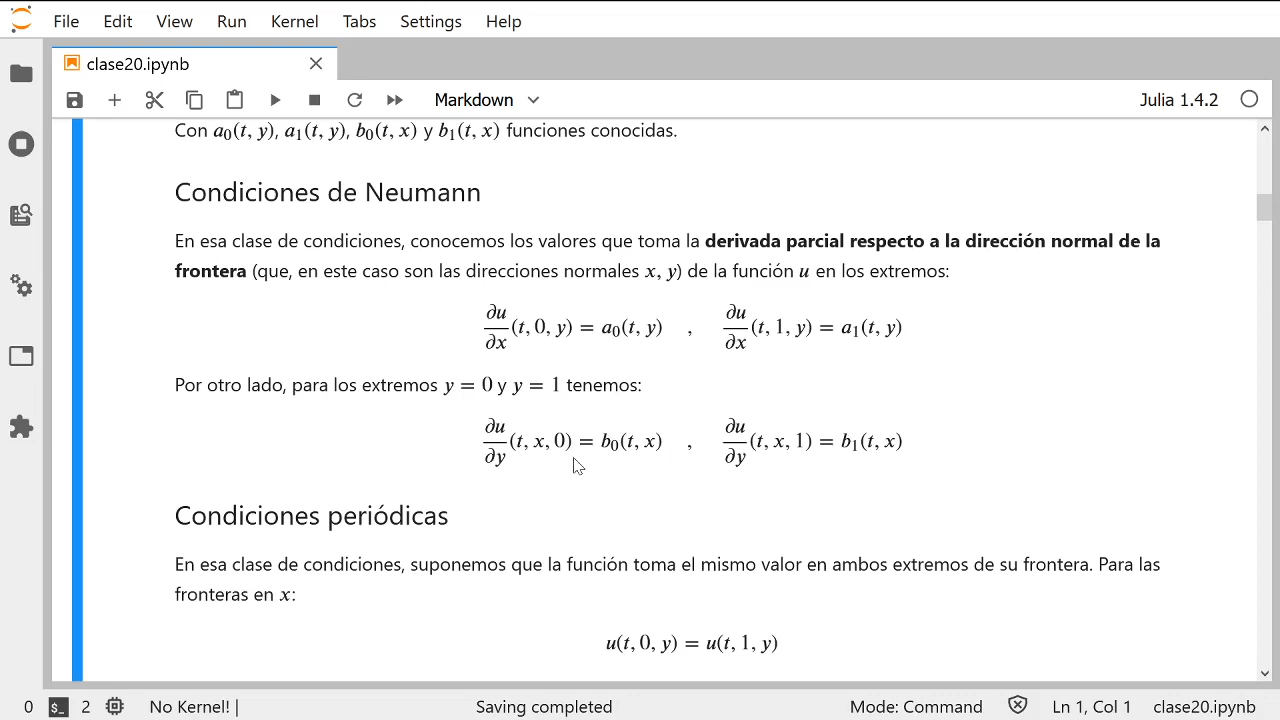 File Edit View Run Kernel Tabs Settings Help
clase20.ipynb
Markdown
Julia 1.4.2
Con a₀(t, y), a₁(t, y), b₀(t, x) y b₁(t, x) funciones conocidas.
Condiciones de Neumann
En esa clase de condiciones, conocemos los valores que toma la derivada parcial respecto a la dirección normal de la
frontera (que, en este caso son las direcciones normales x, y) de la función u en los extremos:
∂u/∂x (t, 0, y) = a₀(t, y) , ∂u/∂x (t, 1, y) = a₁(t, y)
Por otro lado, para los extremos y = 0 y y = 1 tenemos:
∂u/∂y (t, x, 0) = b₀(t, x) , ∂u/∂y (t, x, 1) = b₁(t, x)
Condiciones periódicas
En esa clase de condiciones, suponemos que la función toma el mismo valor en ambos extremos de su frontera. Para las
fronteras en x:
u(t, 0, y) = u(t, 1, y)
0 $_ 2 No Kernel! | Saving completed Mode: Command Ln 1, Col 1 clase20.ipynb